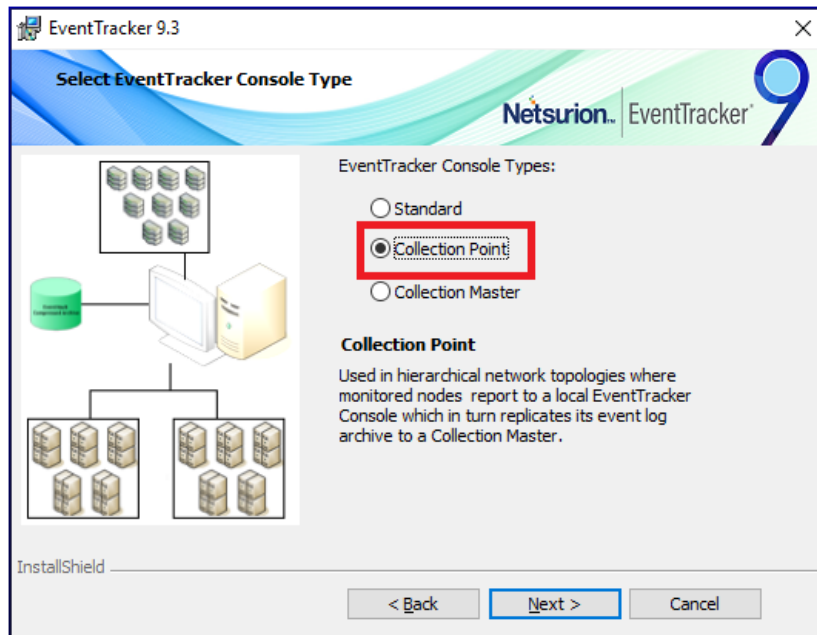 EventTracker 9.3
Select EventTracker Console Type
Netsurion. EventTracker 9
EventTracker Console Types:
Standard
Collection Point
Collection Master
Collection Point
Used in hierarchical network topologies where
monitored nodes report to a local EventTracker
Console which in turn replicates its event log
archive to a Collection Master.
InstallShield
< Back
Next >
Cancel